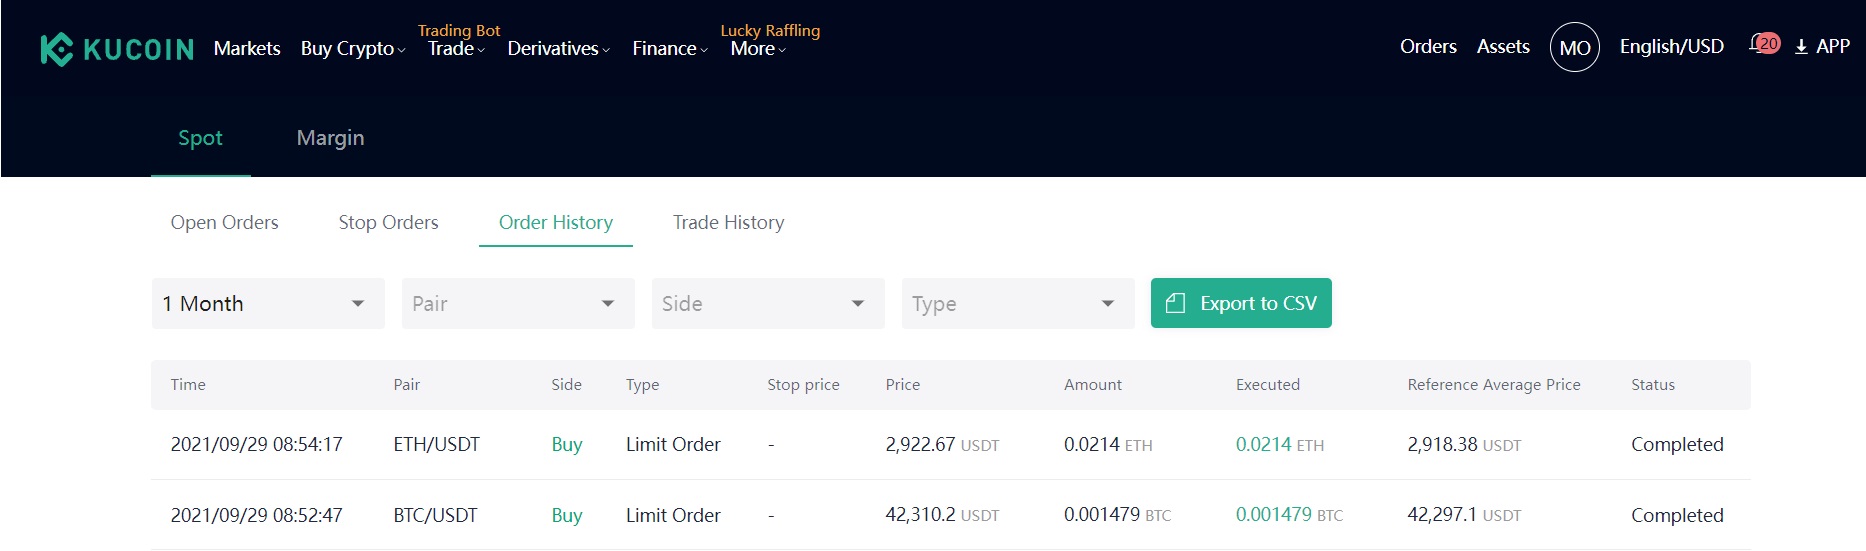 Trading Bot Lucky Raffling
KUCOIN Markets Buy Crypto Trade Derivatives Finance More Orders Assets MO English/USD 20 APP
Spot Margin
Open Orders Stop Orders Order History Trade History
1 Month Pair Side Type Export to CSV
Time Pair Side Type Stop price Price Amount Executed Reference Average Price Status
2021/09/29 08:54:17 ETH/USDT Buy Limit Order - 2,922.67 USDT 0.0214 ETH 0.0214 ETH 2,918.38 USDT Completed
2021/09/29 08:52:47 BTC/USDT Buy Limit Order - 42,310.2 USDT 0.001479 BTC 0.001479 BTC 42,297.1 USDT Completed